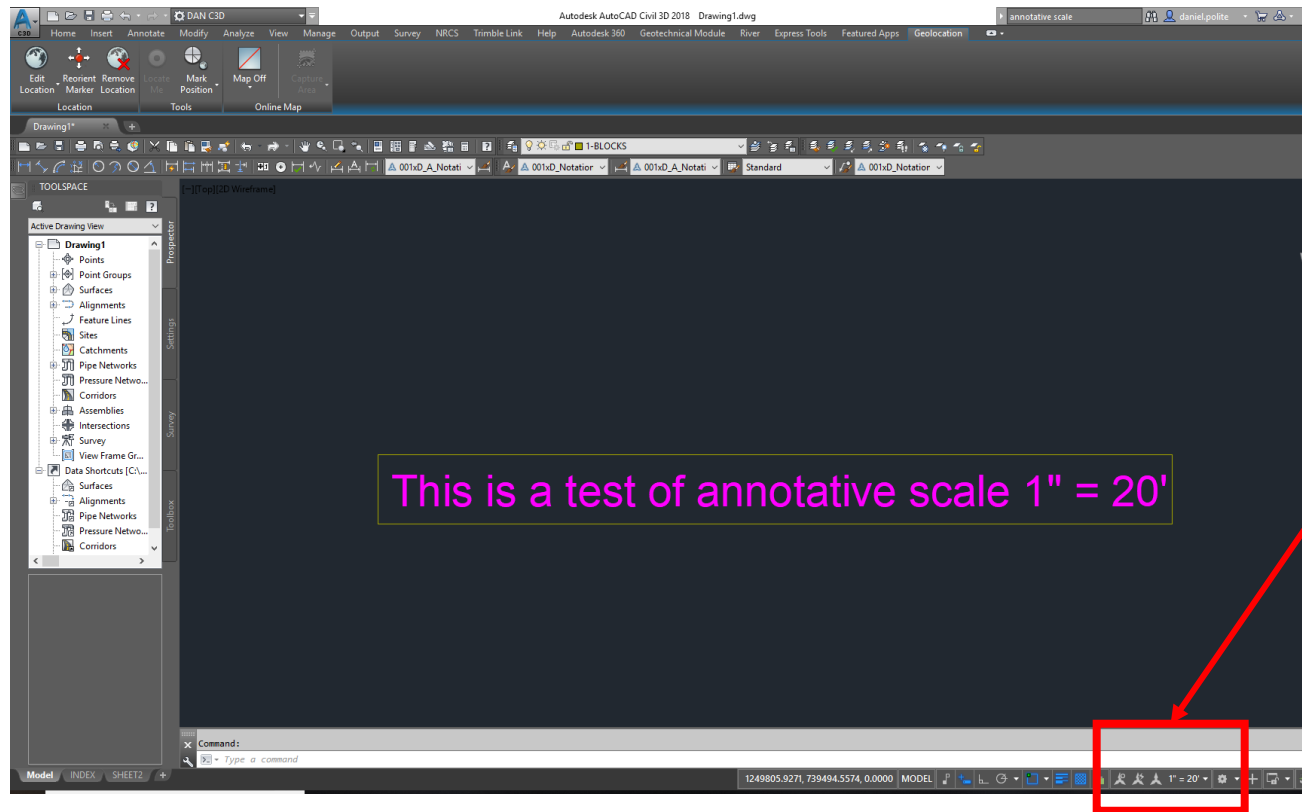 DAN C3D
Autodesk AutoCAD Civil 3D 2018 Drawing1.dwg
annotative scale
daniel.polite
C3D
Home Insert Annotate Modify Analyze View Manage Output Survey NRCS Trimble Link Help Autodesk 360 Geotechnical Module River Express Tools Featured Apps Geolocation
Edit Location
Reorient Marker
Remove Location
Locate Me
Mark Position
Map Off
Capture Area
Location Tools Online Map
Drawing1*
1-BLOCKS
001xD_A_Notati 001xD_Notatior 001xD_A_Notati Standard 001xD_Notatior
TOOLSPACE
[−][Top][2D Wireframe]
Active Drawing View
Prospector
Settings
Survey
Toolbox
Drawing1
Points
Point Groups
Surfaces
Alignments
Feature Lines
Sites
Catchments
Pipe Networks
Pressure Netwo...
Corridors
Assemblies
Intersections
Survey
View Frame Gr...
Data Shortcuts [C:\...
Surfaces
Alignments
Pipe Networks
Pressure Netwo...
Corridors
This is a test of annotative scale 1" = 20'
Command:
Type a command
Model INDEX SHEET2 +
1249805.9271, 739494.5574, 0.0000 MODEL 1" = 20'